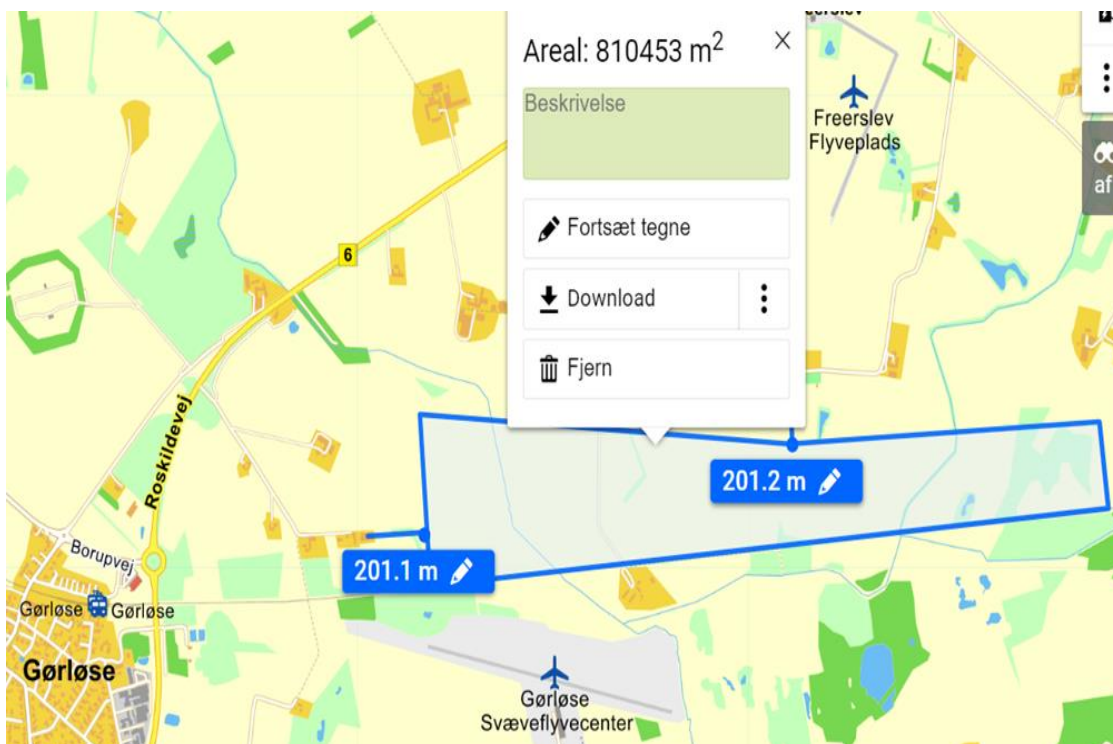 Areal: 810453 m²
Beskrivelse
Fortsæt tegne
Download
Fjern
Freerslev
Flyveplads
af
6
Roskildevej
201.2 m
201.1 m
Borupvej
Gørløse
Gørløse
Gørløse
Gørløse
Svæveflyvecenter